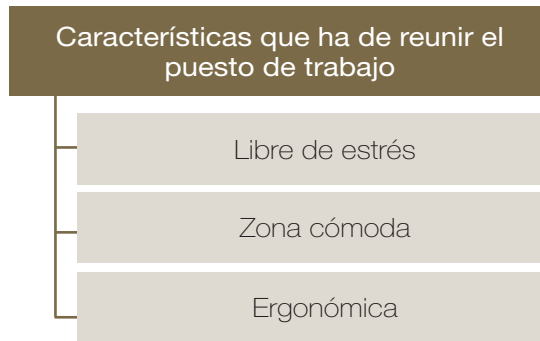 Características que ha de reunir el
puesto de trabajo
Libre de estrés
Zona cómoda
Ergonómica